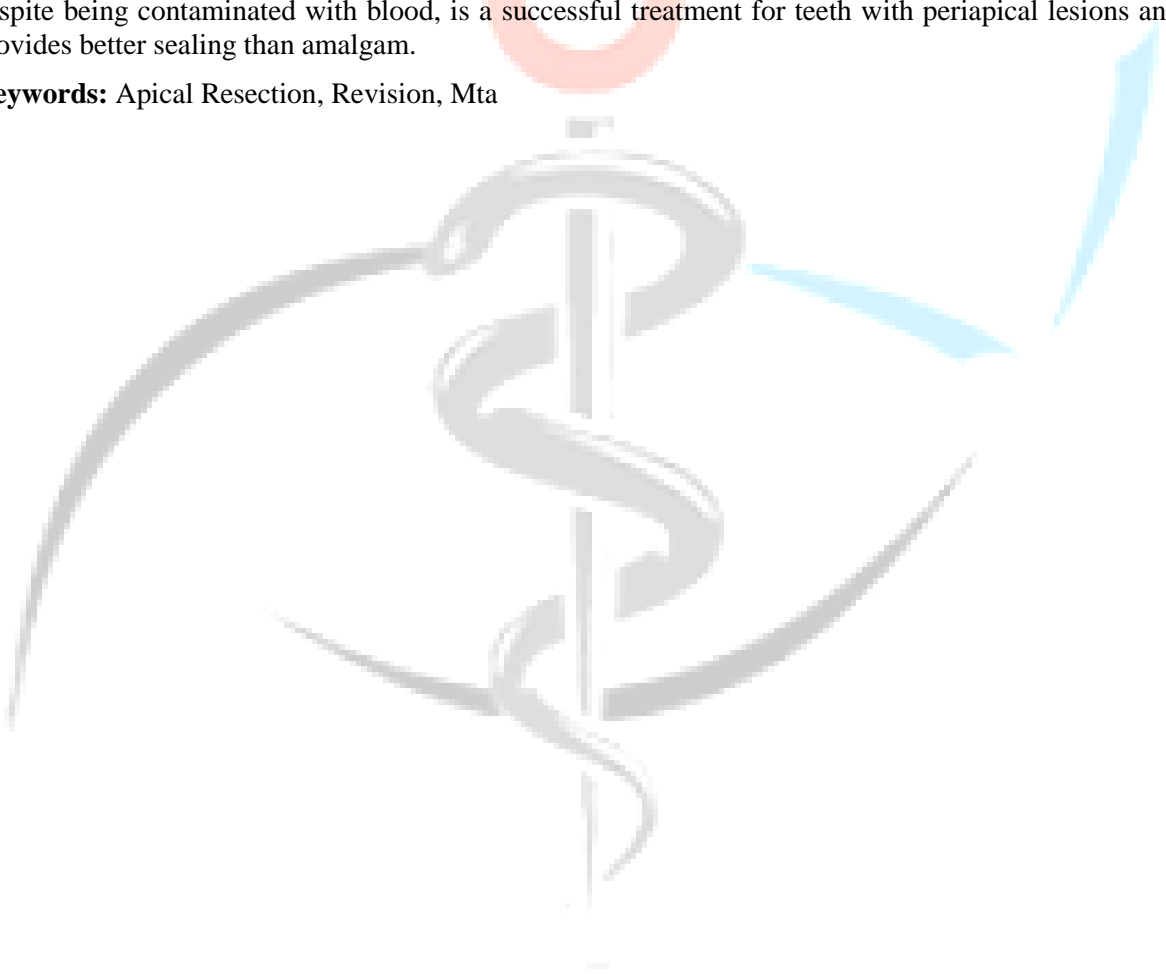 spite being contaminated with blood, is a successful treatment for teeth with periapical lesions an
ovides better sealing than amalgam.
eywords: Apical Resection, Revision, Mta